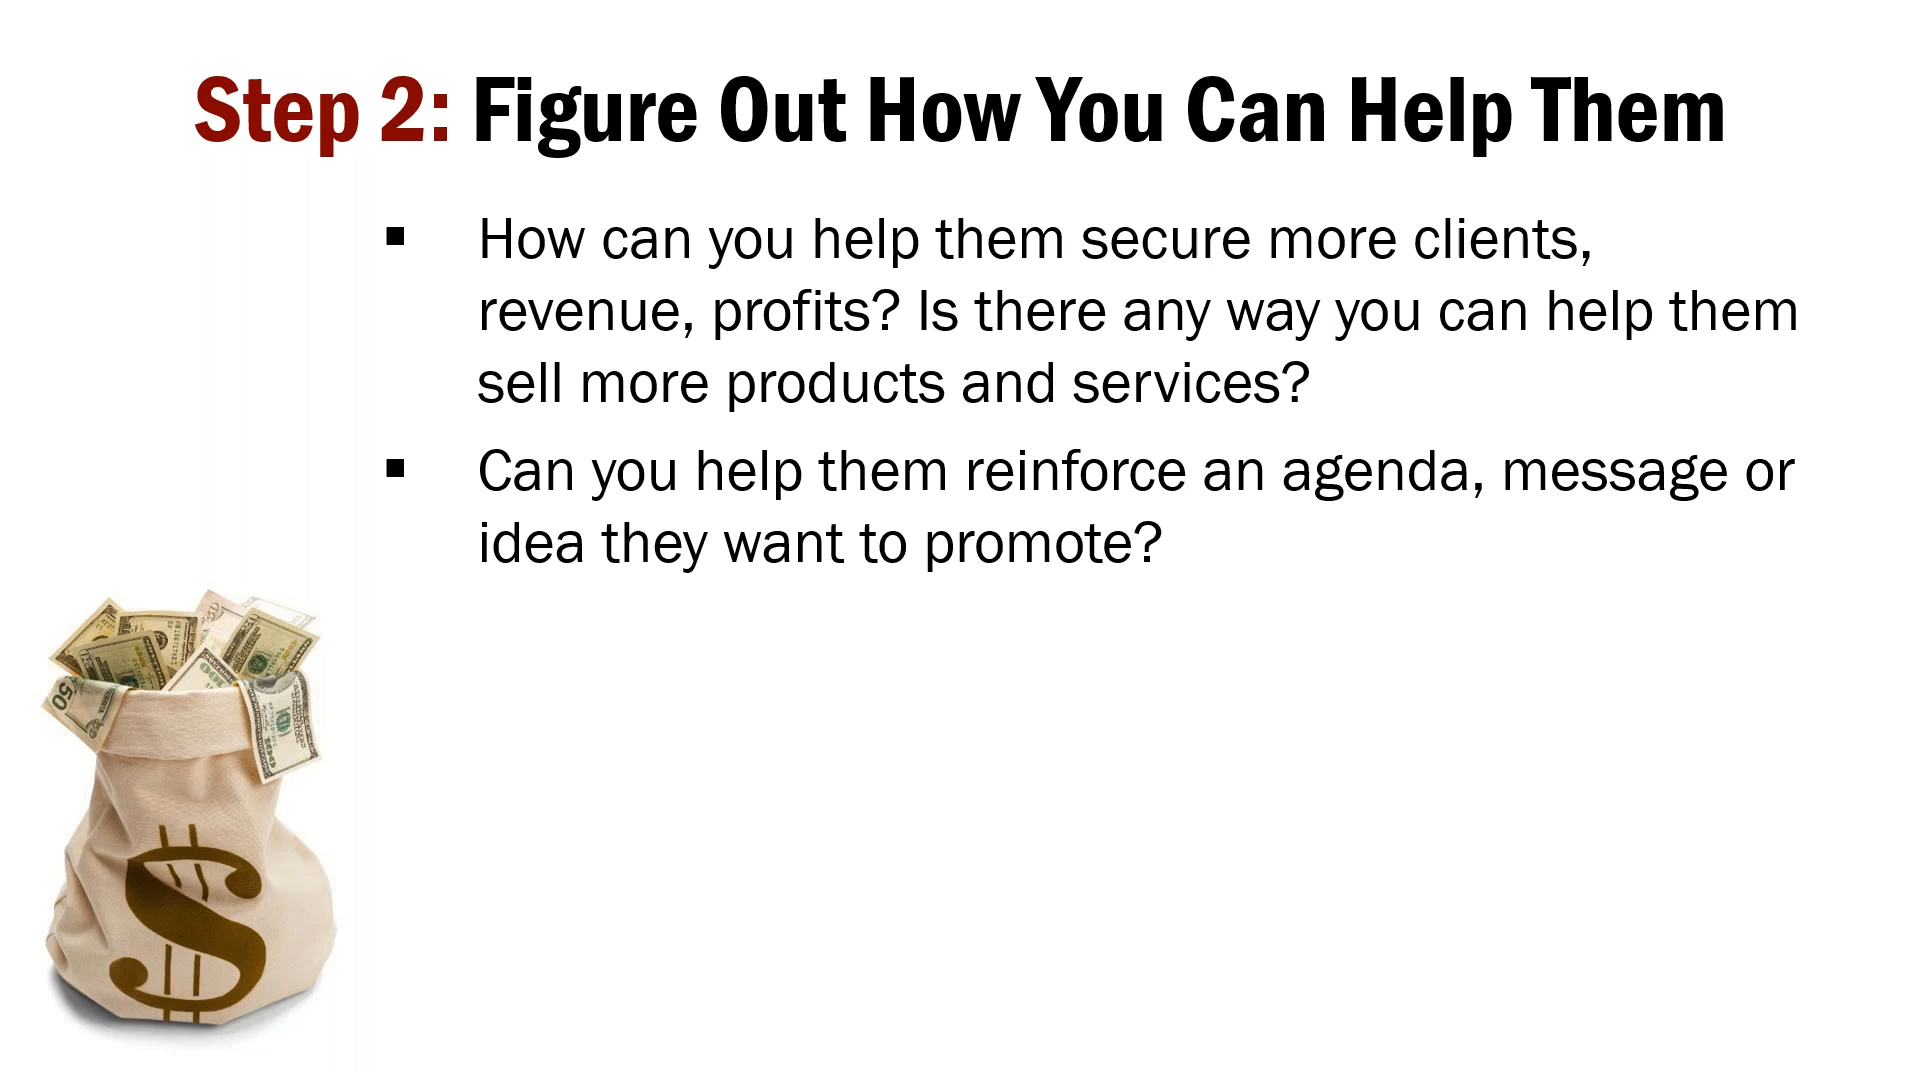 Step 2: Figure Out How You Can Help Them
▪ How can you help them secure more clients,
revenue, profits? Is there any way you can help them
sell more products and services?
▪ Can you help them reinforce an agenda, message or
idea they want to promote?
50
100
$